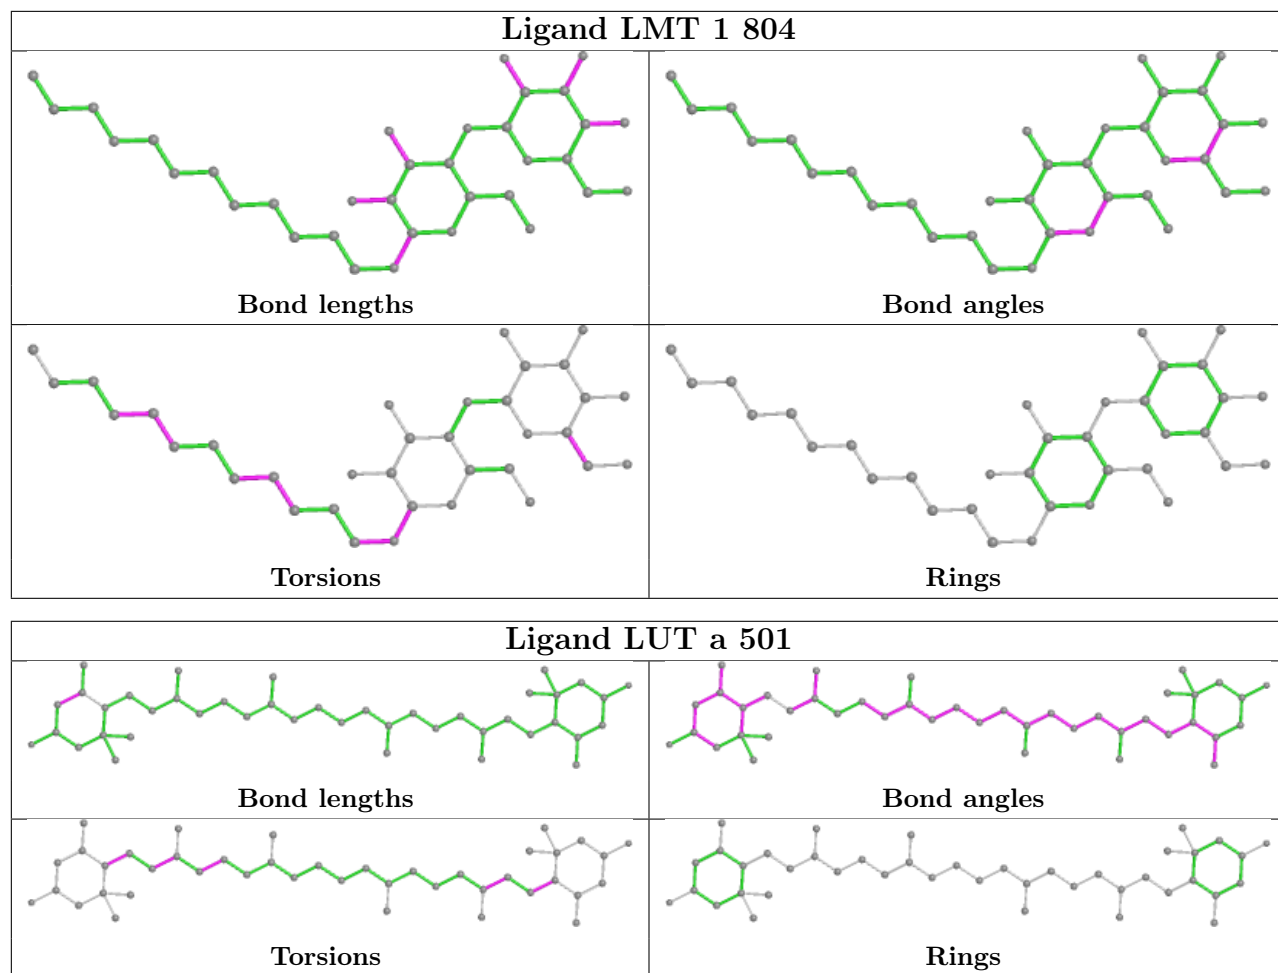 Ligand LMT 1 804
Bond lengths
Bond angles
Torsions
Rings
Ligand LUT a 501
Bond lengths
Bond angles
Torsions
Rings